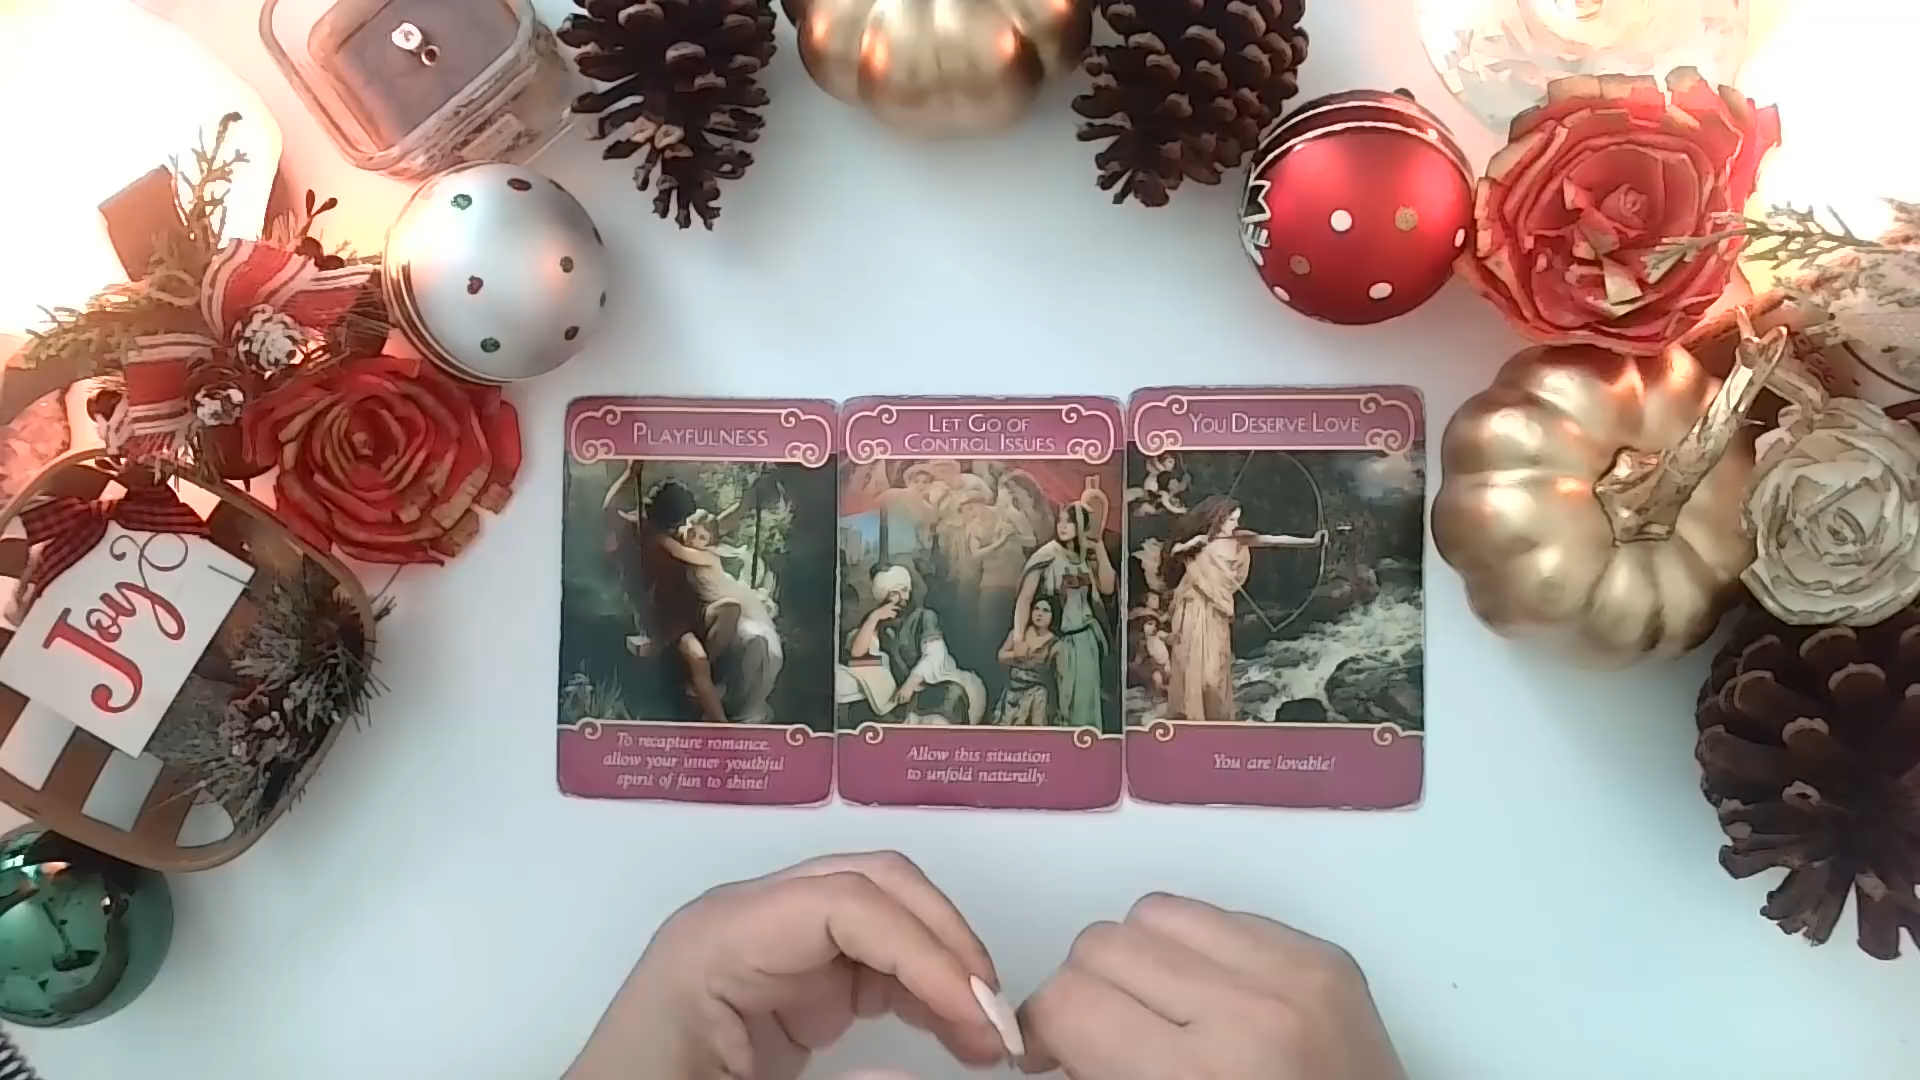 Playfulness
To recapture romance,
allow your inner youthful
spirit of fun to shine!
Let Go of
Control Issues
Allow this situation
to unfold naturally.
You Deserve Love
You are lovable!
Joy